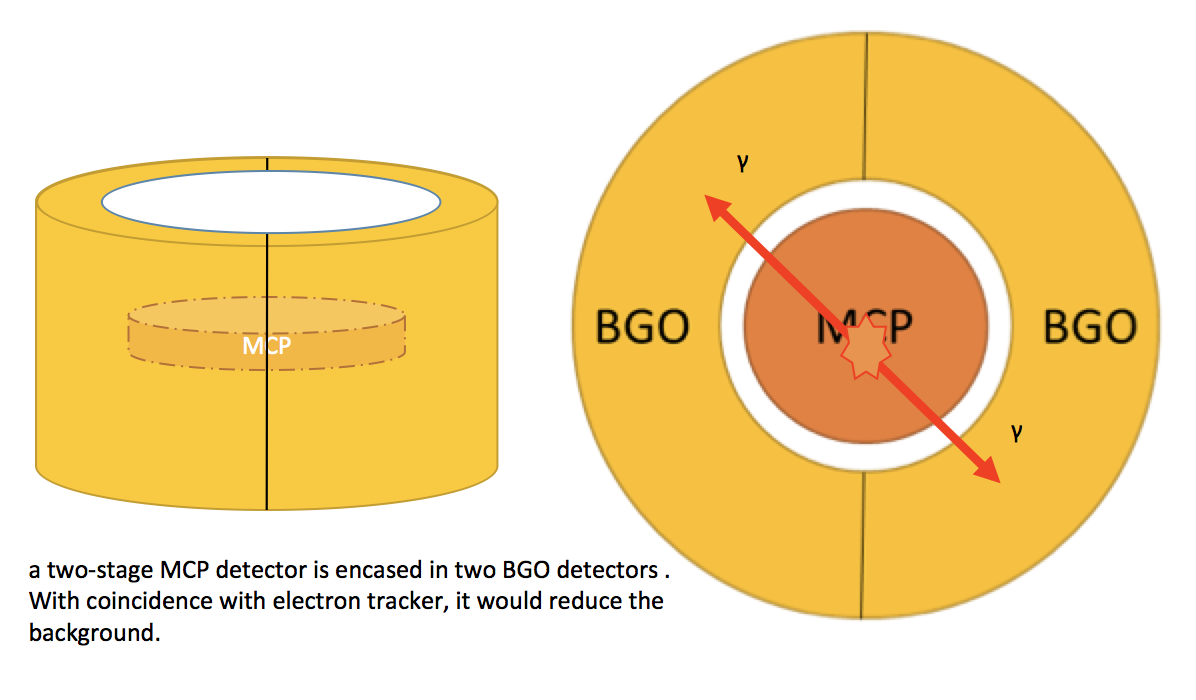 γ
BGO
MCP
BGO
MCP
γ
a two-stage MCP detector is encased in two BGO detectors .
With coincidence with electron tracker, it would reduce the
background.